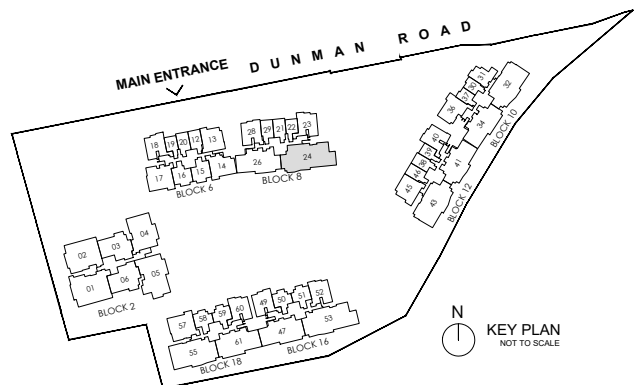 DUNMAN ROAD
MAIN ENTRANCE
18 19 20 12 13
28 29 21 22 23
17 16 15 14 26 24
BLOCK 6
BLOCK 8
31
30
37
32
36
34
BLOCK 10
40
39
38
46
45
41
43
BLOCK 12
02 03 04
01 06 05
BLOCK 2
57 58 59 60 49 50 51 52
55 61 47 53
BLOCK 18
BLOCK 16
N
KEY PLAN
NOT TO SCALE